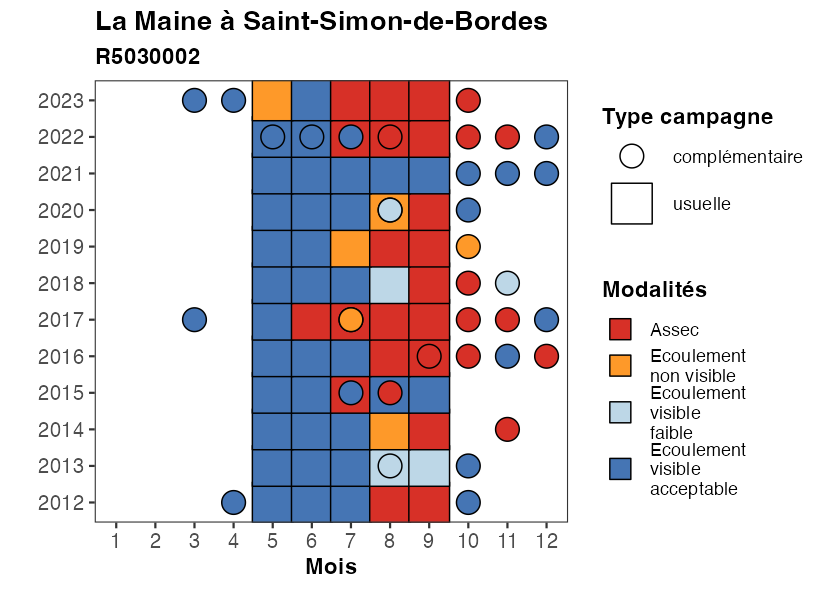 La Maine à Saint-Simon-de-Bordes
R5030002
2023
2022
2021
2020
2019
2018
2017
2016
2015
2014
2013
2012
1 2 3 4 5 6 7 8 9 10 11 12
Mois
Type campagne
complémentaire
usuelle
Modalités
Assec
Ecoulement
non visible
Ecoulement
visible
faible
Ecoulement
visible
acceptable